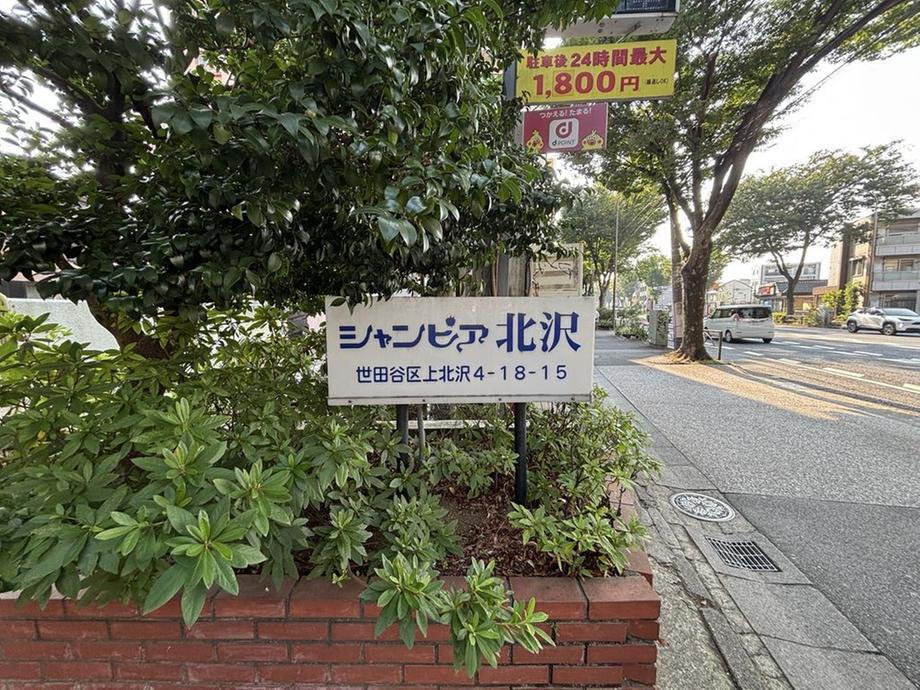 駐車後24時間最大
1,800円
つかえる!たまる!
d
d POINT
シャンピア北沢
世田谷区上北沢4-18-15